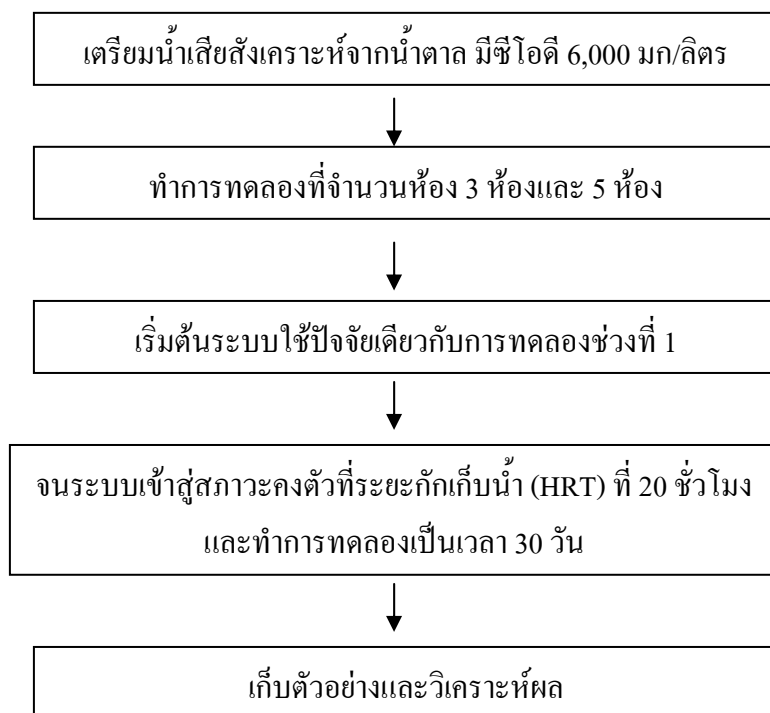 เตรียมน้ำเสียสังเคราะห์จากน้ำตาล มีซีโอดี 6,000 มก/ลิตร
ทำการทดลองที่จำนวนห้อง 3 ห้องและ 5 ห้อง
เริ่มต้นระบบใช้ปัจจัยเดียวกับการทดลองช่วงที่ 1
จนระบบเข้าสู่สภาวะคงตัวที่ระยะกักเก็บน้ำ (HRT) ที่ 20 ชั่วโมง
และทำการทดลองเป็นเวลา 30 วัน
เก็บตัวอย่างและวิเคราะห์ผล